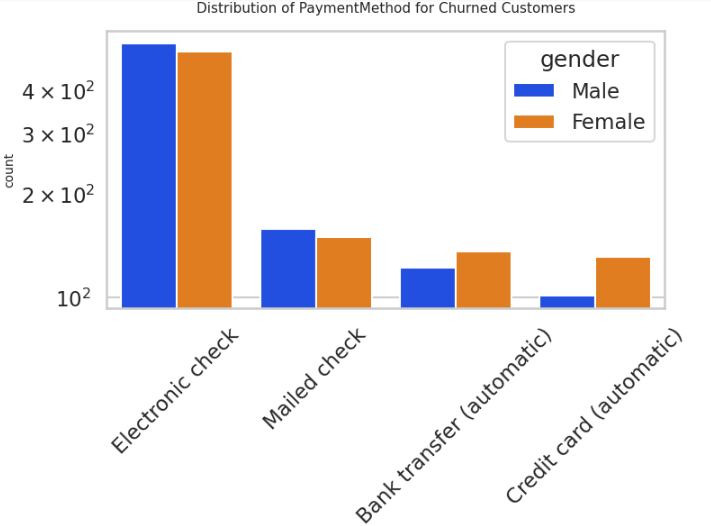 Distribution of PaymentMethod for Churned Customers
count
4 × 10²
3 × 10²
2 × 10²
10²
gender
Male
Female
Electronic check
Mailed check
Bank transfer (automatic)
Credit card (automatic)